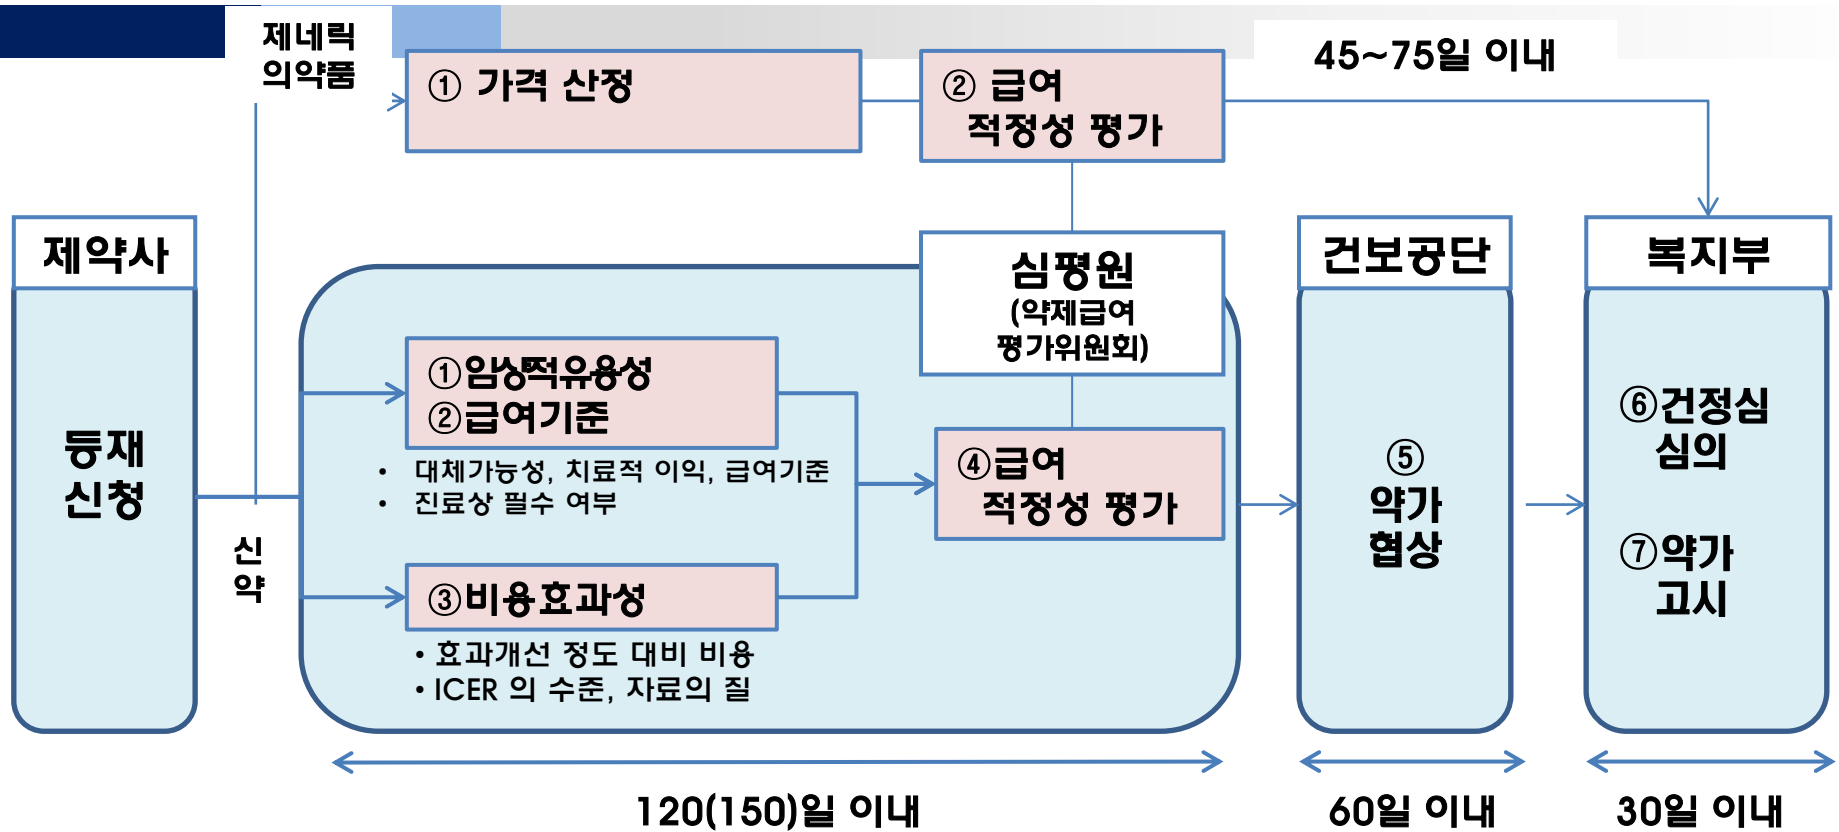 제네릭
의약품
① 가격 산정
② 급여
적정성 평가
45~75일 이내
제약사
등재
신청
신
약
심평원
(약제급여
평가위원회)
①임상적유용성
②급여기준
• 대체가능성, 치료적 이익, 급여기준
• 진료상 필수 여부
③비용효과성
• 효과개선 정도 대비 비용
• ICER 의 수준, 자료의 질
④급여
적정성 평가
건보공단
⑤
약가
협상
복지부
⑥건정심
심의
⑦약가
고시
120(150)일 이내
60일 이내
30일 이내